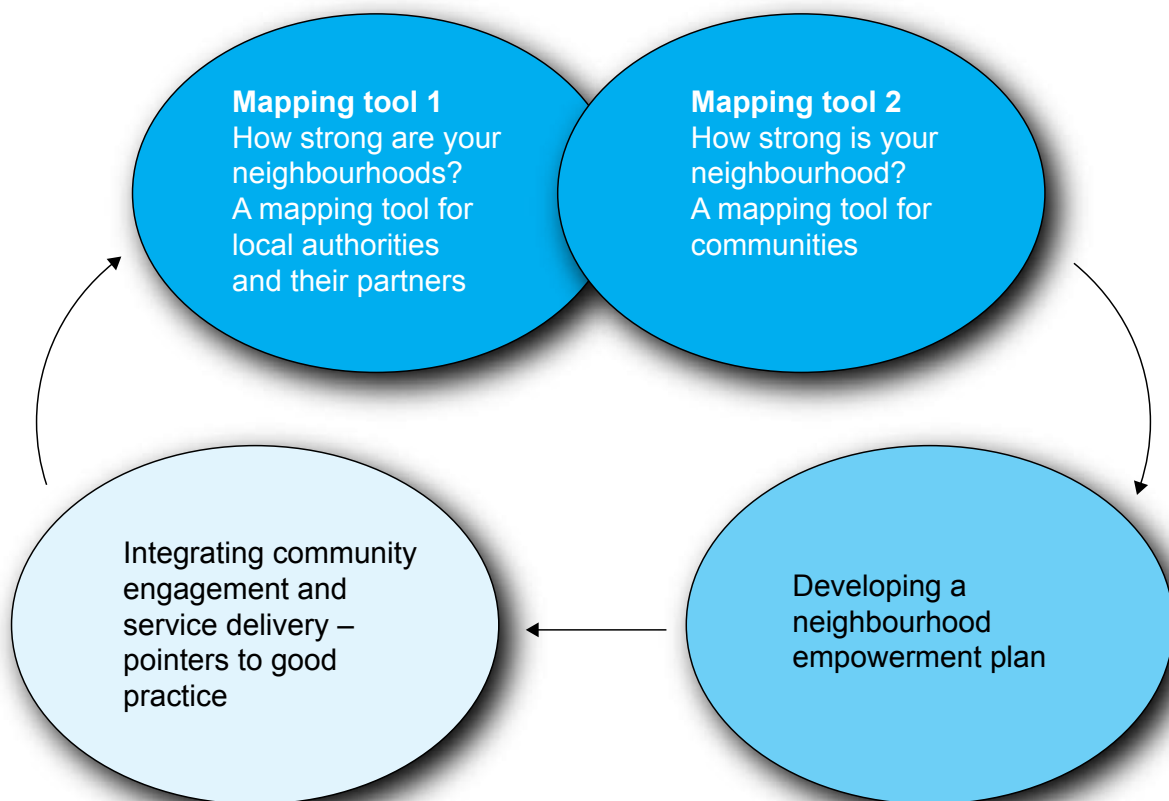 Mapping tool 1
How strong are your
neighbourhoods?
A mapping tool for
local authorities
and their partners
Mapping tool 2
How strong is your
neighbourhood?
A mapping tool for
communities
Integrating community
engagement and
service delivery –
pointers to good
practice
Developing a
neighbourhood
empowerment plan